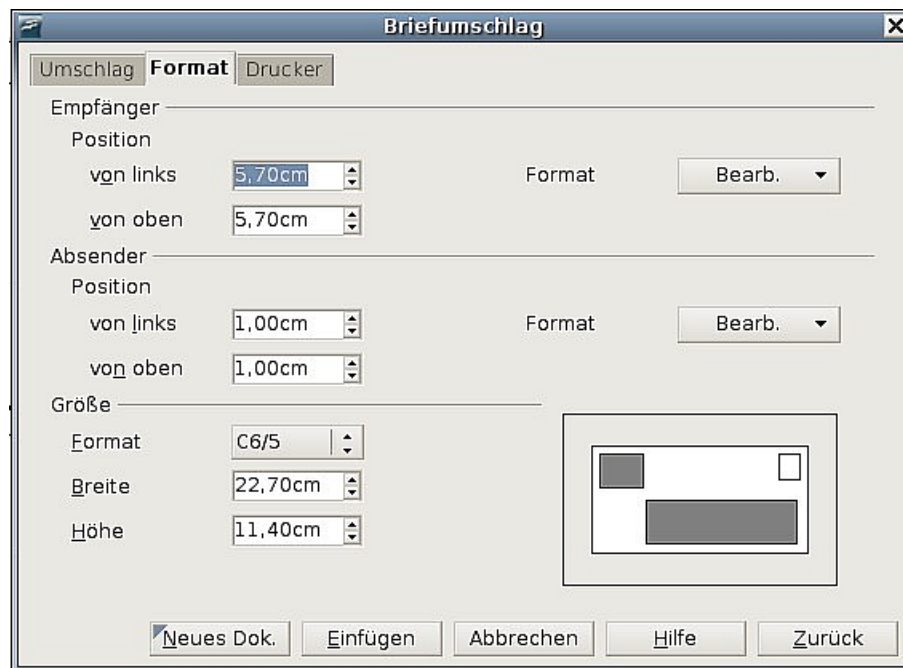 Briefumschlag
Umschlag Format Drucker
Empfänger
Position
von links 5,70cm Format Bearb.
von oben 5,70cm
Absender
Position
von links 1,00cm Format Bearb.
von oben 1,00cm
Größe
Format C6/5
Breite 22,70cm
Höhe 11,40cm
Neues Dok. Einfügen Abbrechen Hilfe Zurück